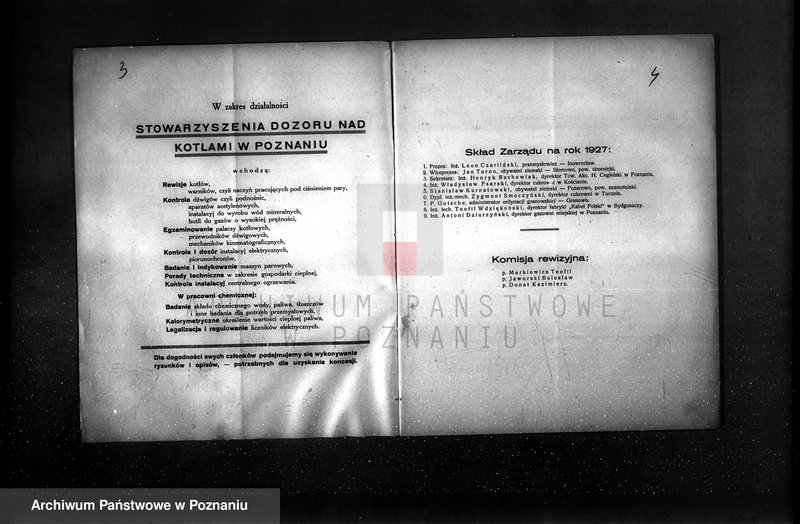 3
W zakres działalności
STOWARZYSZENIA DOZORU NAD
KOTŁAMI W POZNANIU
wchodzą:
Rewizje kotłów,
warników, czyli naczyń pracujących pod ciśnieniem pary,
Kontrola dźwigów czyli podnośnic,
aparatów acetylenowych,
instalacyj do wyrobu wód mineralnych,
butli do gazów o wysokiej prężności,
Egzaminowanie palaczy kotłowych,
przewodników dźwigowych,
mechaników kinematograficznych,
Kontrola i dozór instalacyj elektrycznych,
piorunochronów,
Badanie i indykowanie maszyn parowych,
Porady techniczne w zakresie gospodarki cieplnej,
Kontrola instalacyj centralnego ogrzewania.
W pracowni chemicznej:
Badanie składu chemicznego wody, paliwa, tłuszczów
i inne badania dla potrzeb przemysłowych,
Kalorymetryczne określenie wartości cieplnej paliwa,
Legalizacja i regulowanie liczników elektrycznych.
Dla dogodności swych członków podejmujemy się wykonywania
rysunków i opisów, — potrzebnych dla uzyskania koncesji.
4
Skład Zarządu na rok 1927:
1. Prezes: Inż. Leon Czarliński, przemysłowiec — Inowrocław.
2. Wiceprezes: Jan Turno, obywatel ziemski — Słomowo, pow. obornicki.
3. Sekretarz: Inż. Henryk Suchowiak, dyrektor Tow. Akc. H. Cegielski w Poznaniu.
4. Inż. Władysław Psarski, dyrektor cukrow i w Kościanie.
5. Stanisław Kurnatowski, obywatel ziemski — Pożarowo, pow. szamotulski.
6. Dypl. inż.-mech. Zygmunt Smoczyński, dyrektor cukrowni w Tucznie.
7. P. Gutsche, administrator ordynacji grasowskiej — Granowo.
8. Inż. tech. Teofil Wdziękoński, dyrektor fabryki „Kabel Polski" w Bydgoszczy.
9. Inż. Antoni Dziurzyński, dyrektor gazowni miejskiej w Poznaniu.
Komisja rewizyjna:
p. Markiewicz Teofil
p. Jaworski Bolesław
p. Donat Kazimierz.
ARCHIWUM PAŃSTWOWE
W POZNANIU
Archiwum Państwowe w Poznaniu